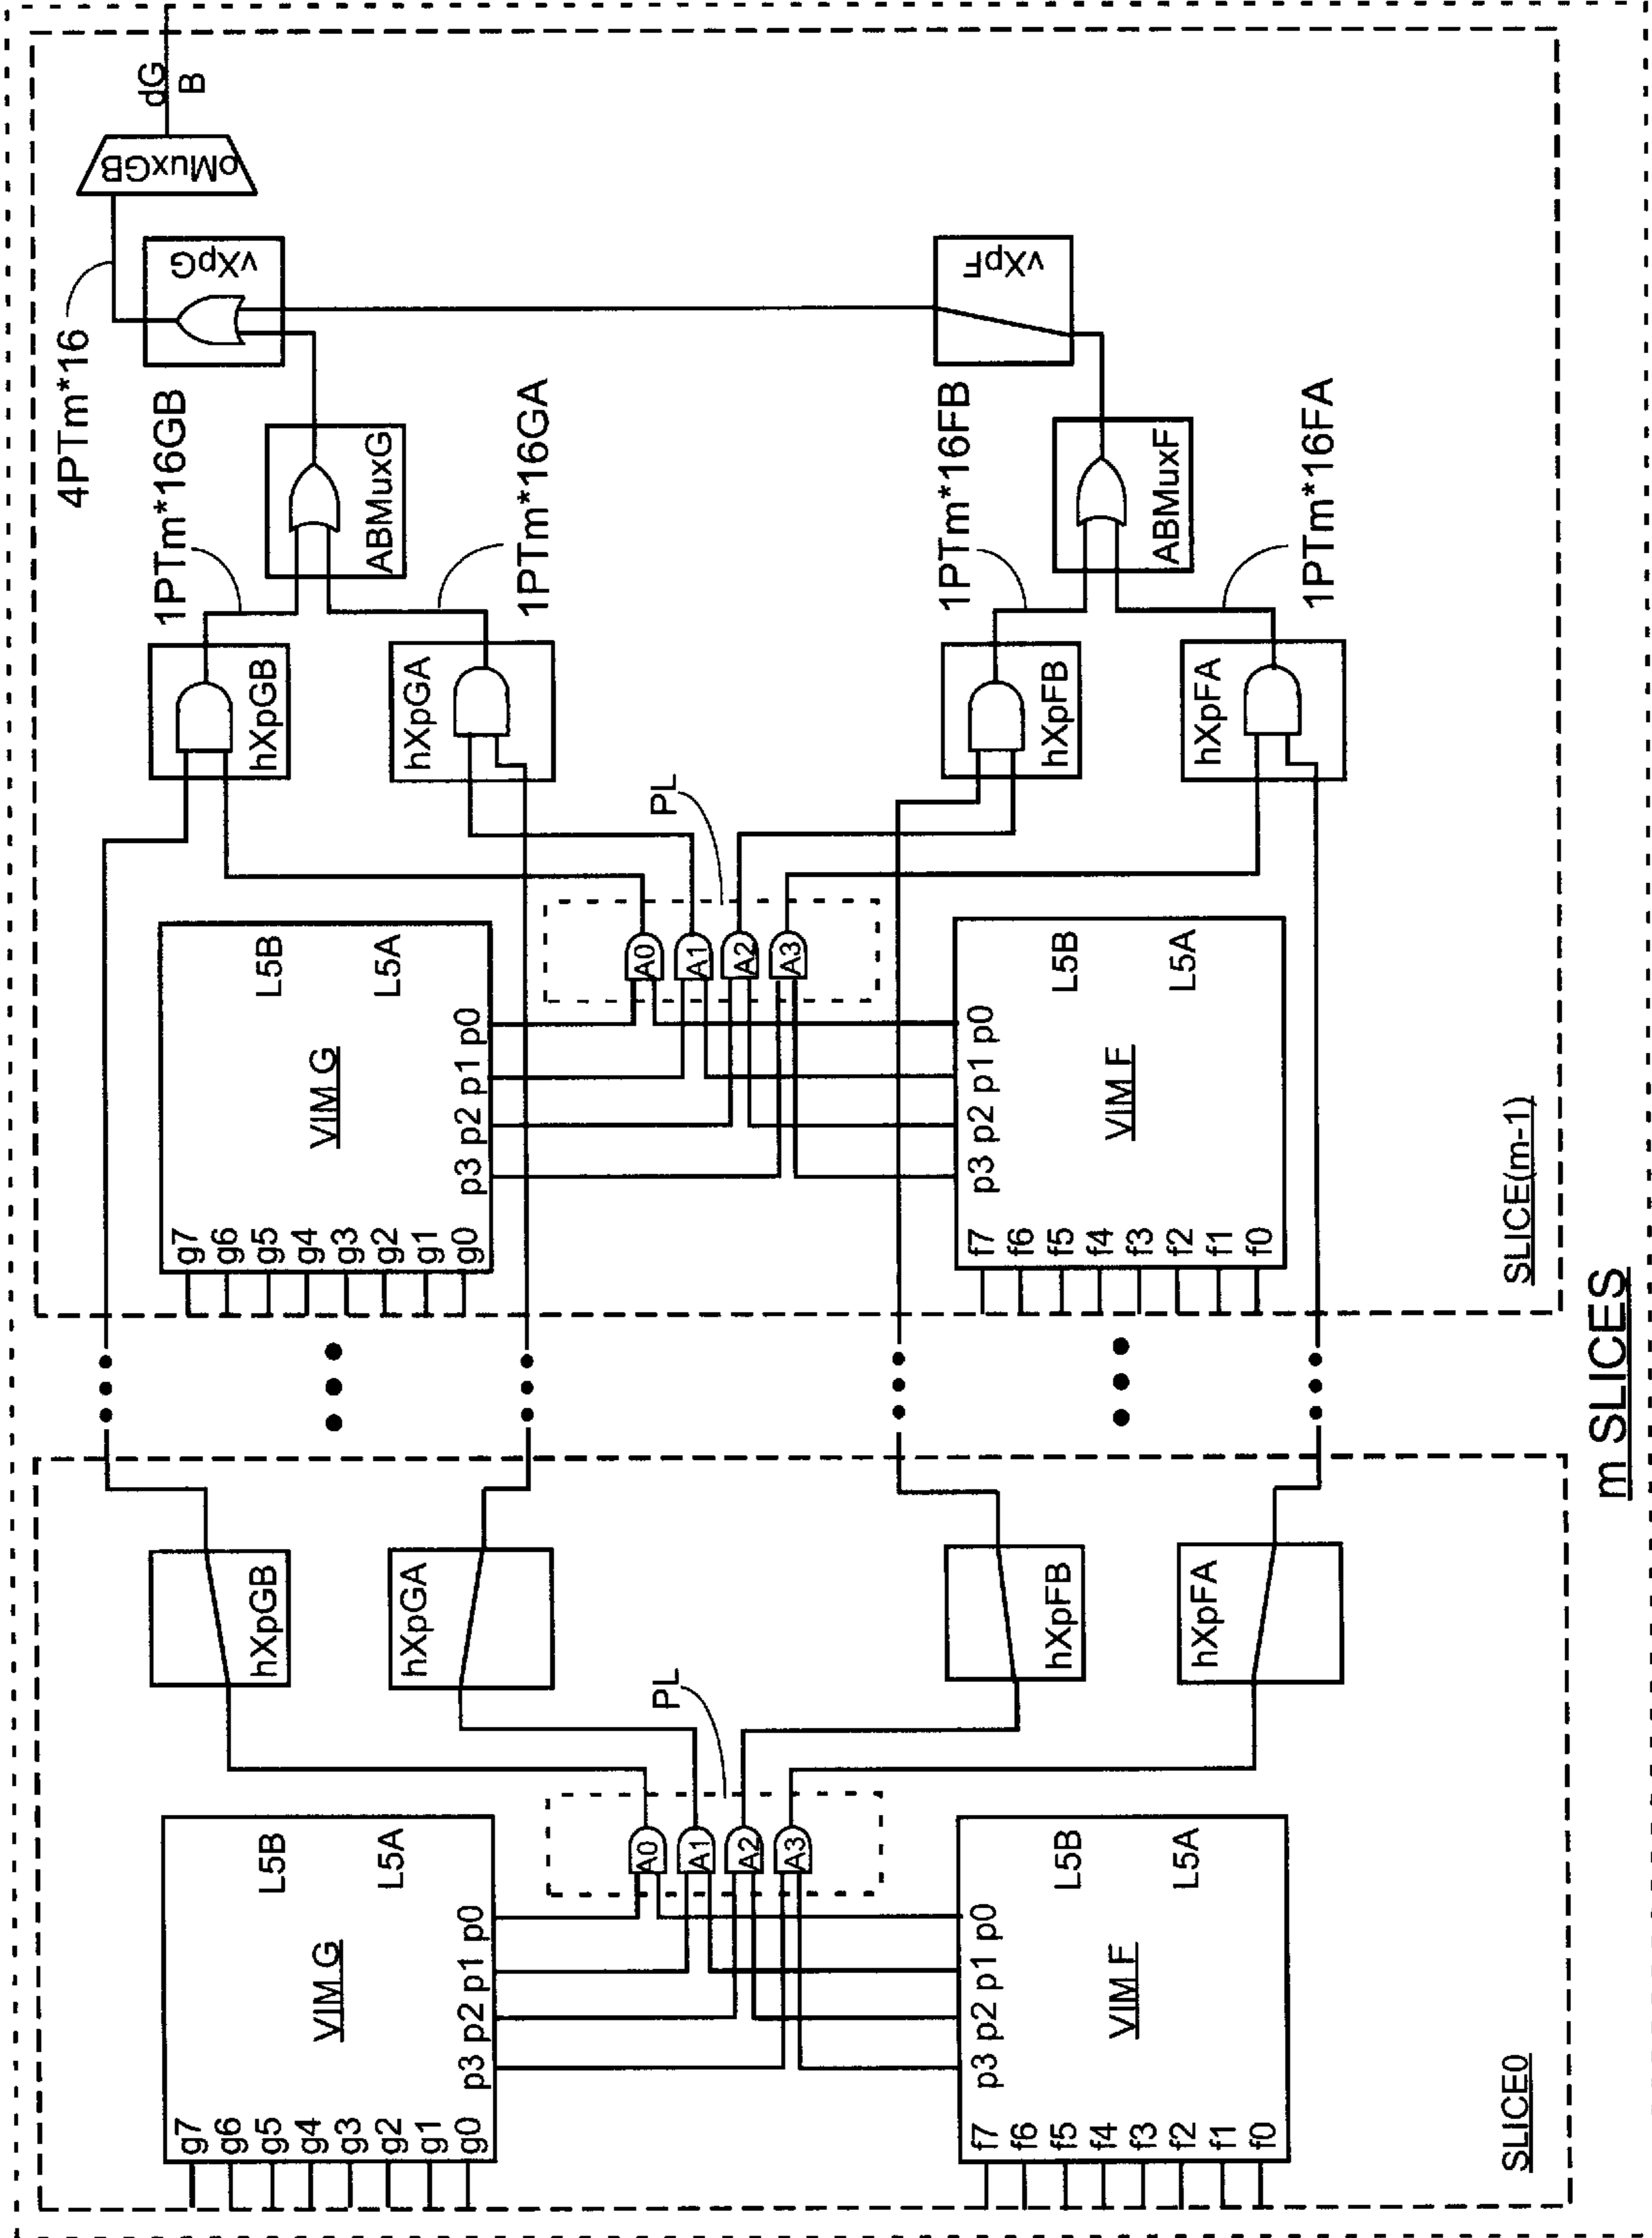 4PTm*16
dG
B
oMuxGB
vXpG
vXpF
1PTm*16GB
1PTm*16GA
1PTm*16FB
1PTm*16FA
ABMuxG
ABMuxF
hXpGB
hXpGA
hXpFB
hXpFA
PL
L5B
L5A
VIM G
p3 p2 p1 p0
g7
g6
g5
g4
g3
g2
g1
g0
A0
A1
A2
A3
L5B
L5A
VIM F
p3 p2 p1 p0
f7
f6
f5
f4
f3
f2
f1
f0
SLICE(m-1)
m SLICES
hXpGB
hXpGA
hXpFB
hXpFA
PL
L5B
L5A
VIM G
p3 p2 p1 p0
g7
g6
g5
g4
g3
g2
g1
g0
A0
A1
A2
A3
L5B
L5A
VIM F
p3 p2 p1 p0
f7
f6
f5
f4
f3
f2
f1
f0
SLICE0